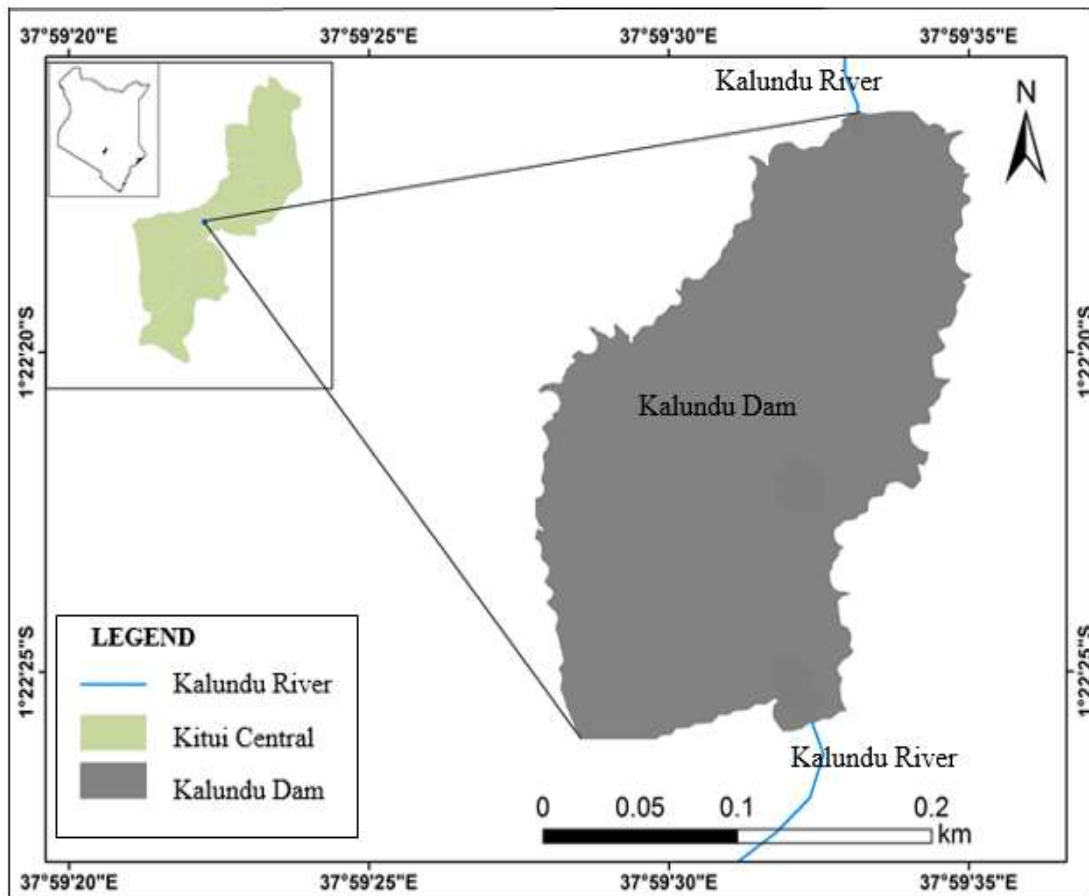 37°59'20"E 37°59'25"E 37°59'30"E 37°59'35"E
Kalundu River
N
1°22'20"S
1°22'20"S
Kalundu Dam
1°22'25"S
1°22'25"S
LEGEND
Kalundu River
Kitui Central
Kalundu Dam
Kalundu River
0 0.05 0.1 0.2
km
37°59'20"E 37°59'25"E 37°59'30"E 37°59'35"E